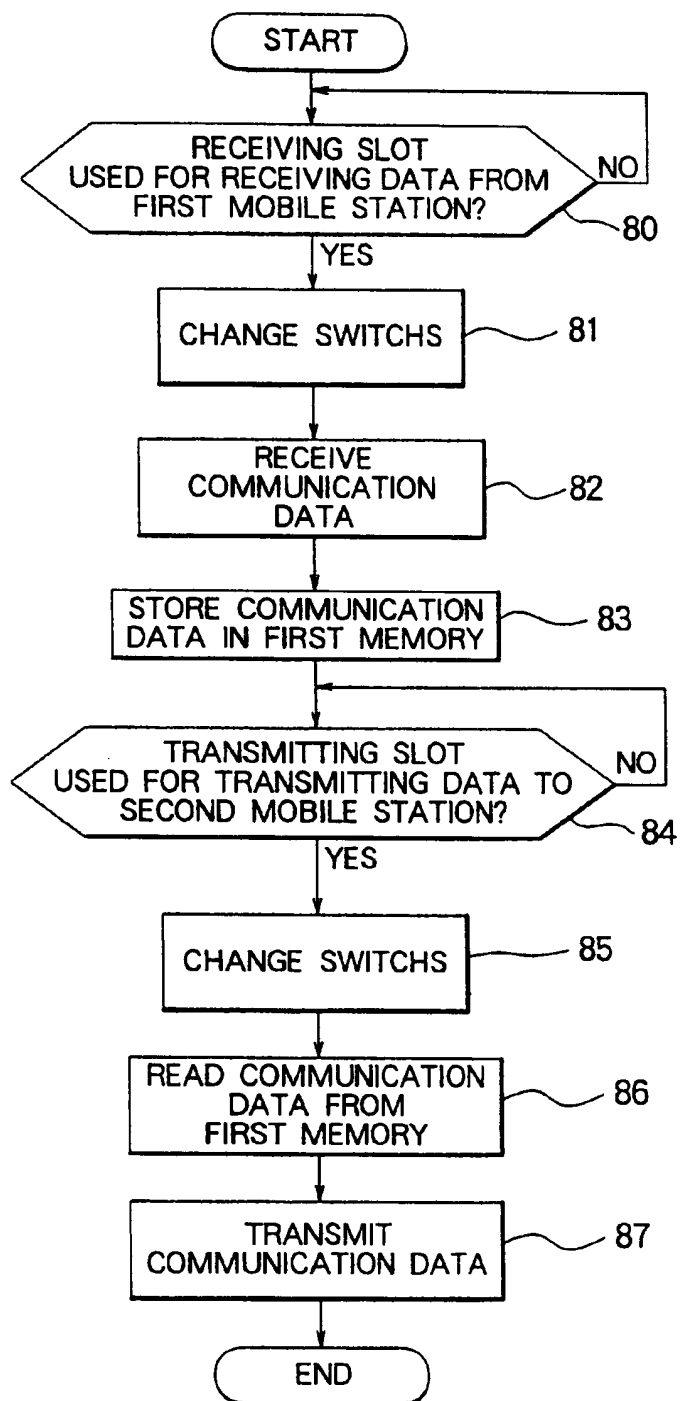 START
RECEIVING SLOT
USED FOR RECEIVING DATA FROM
FIRST MOBILE STATION?
NO
80
YES
CHANGE SWITCHS
81
RECEIVE
COMMUNICATION
DATA
82
STORE COMMUNICATION
DATA IN FIRST MEMORY
83
TRANSMITTING SLOT
USED FOR TRANSMITTING DATA TO
SECOND MOBILE STATION?
NO
84
YES
CHANGE SWITCHS
85
READ COMMUNICATION
DATA FROM
FIRST MEMORY
86
TRANSMIT
COMMUNICATION DATA
87
END